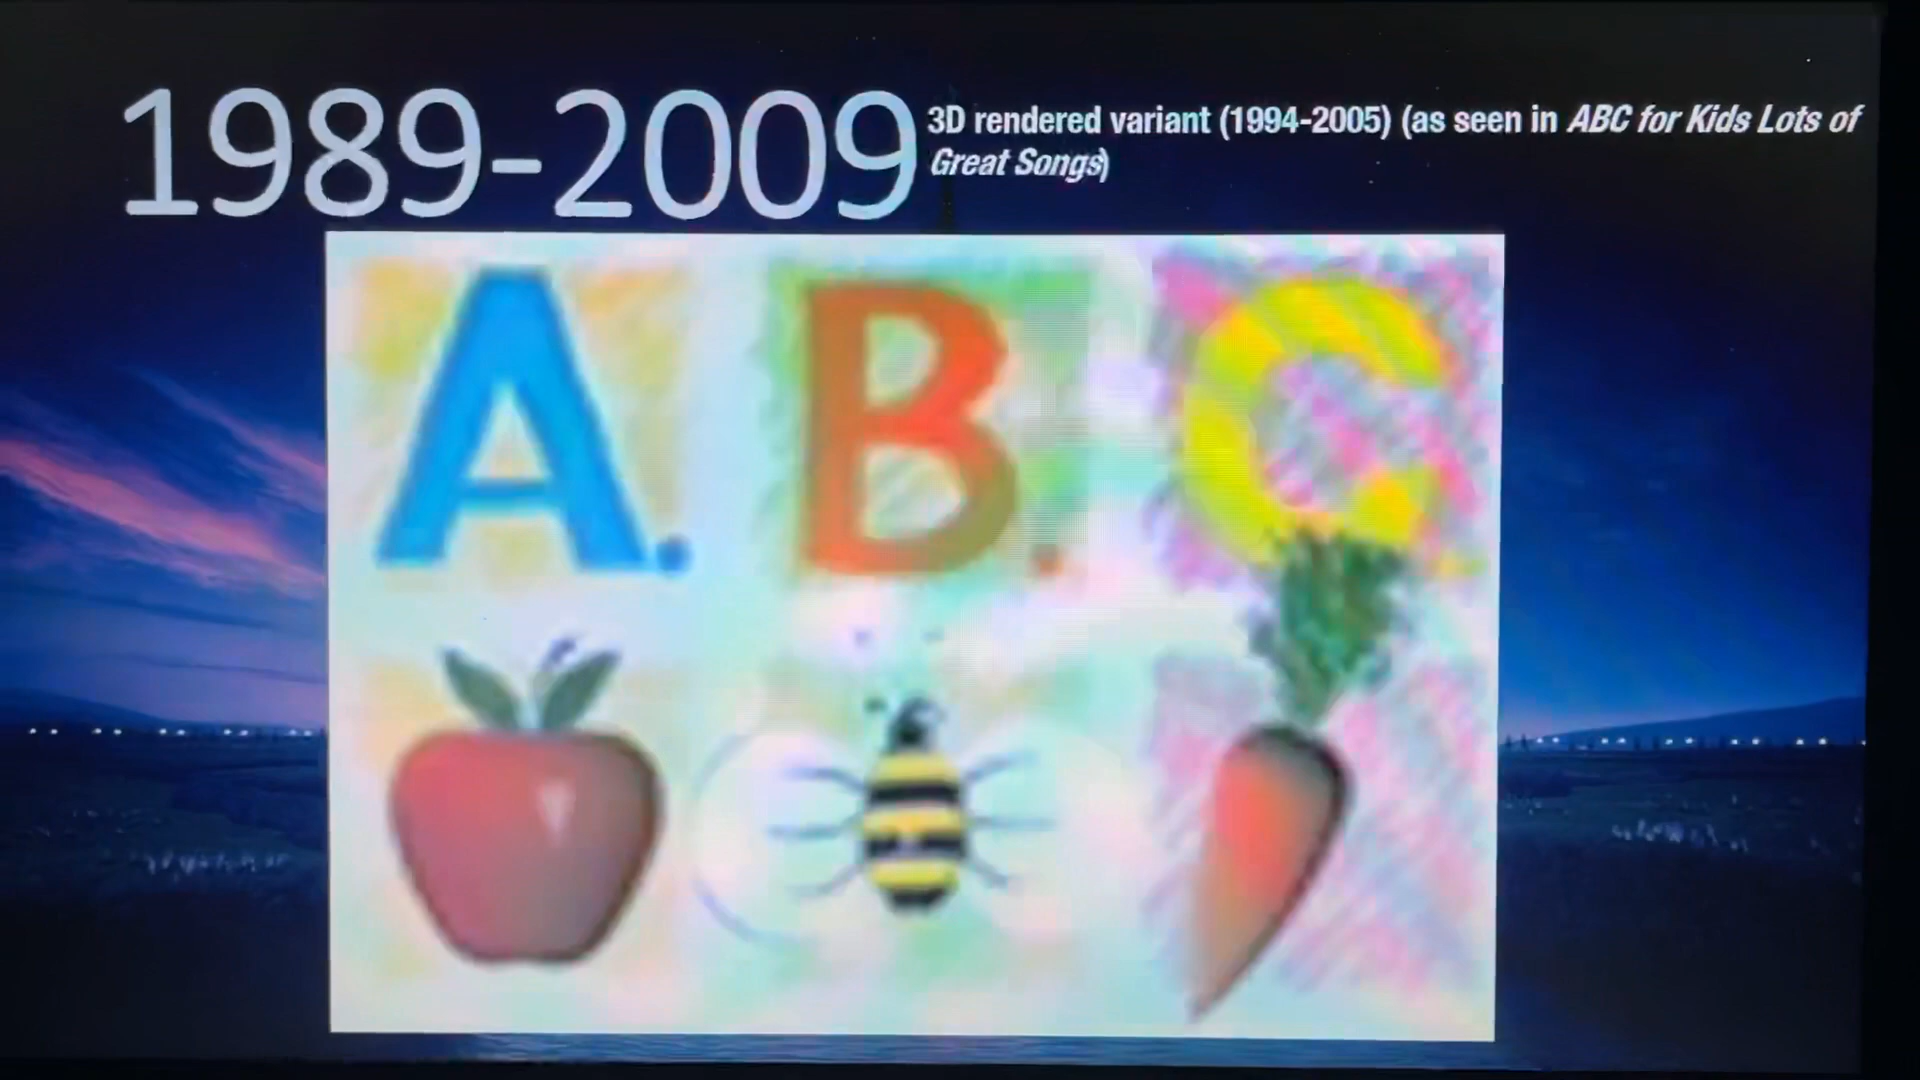 1989-2009
3D rendered variant (1994-2005) (as seen in ABC for Kids Lots of
Great Songs)
A. B. C.